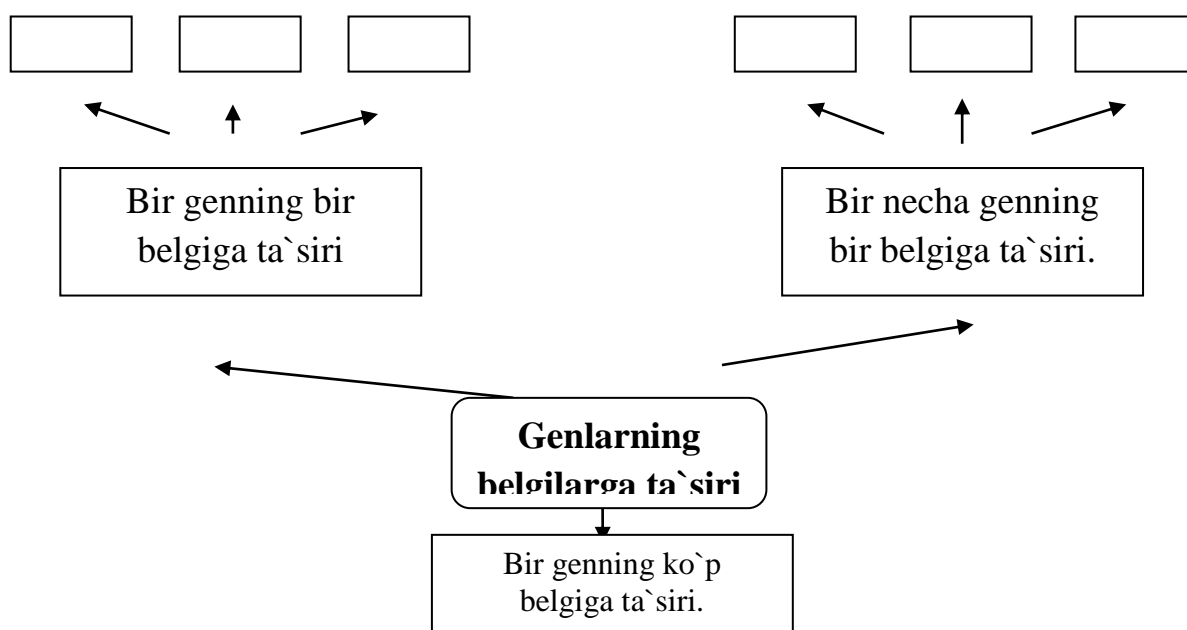 Bir genning bir
belgiga ta`siri
Bir necha genning
bir belgiga ta`siri.
Genlarning
belgilarga ta`siri
Bir genning ko`p
belgiga ta`siri.